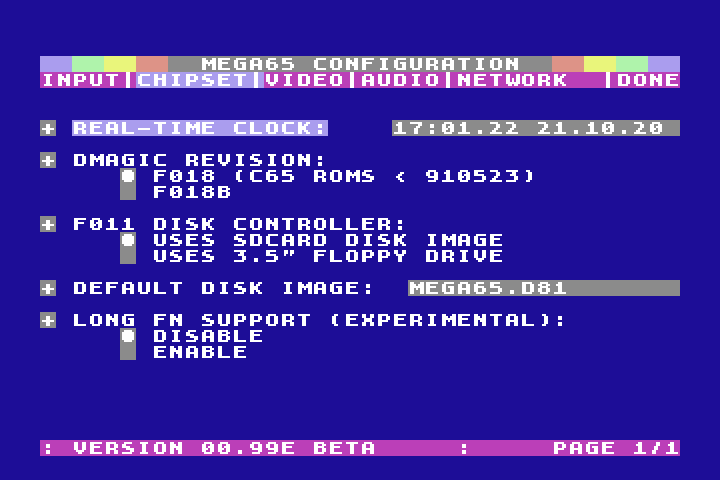 MEGA65 CONFIGURATION
INPUT|CHIPSET|VIDEO|AUDIO|NETWORK |DONE
+ REAL-TIME CLOCK: 17:01.22 21.10.20
+ DMAGIC REVISION:
F018 (C65 ROMS < 910523)
F018B
+ F011 DISK CONTROLLER:
USES SDCARD DISK IMAGE
USES 3.5" FLOPPY DRIVE
+ DEFAULT DISK IMAGE: MEGA65.D81
+ LONG FN SUPPORT (EXPERIMENTAL):
DISABLE
ENABLE
: VERSION 00.99E BETA : PAGE 1/1